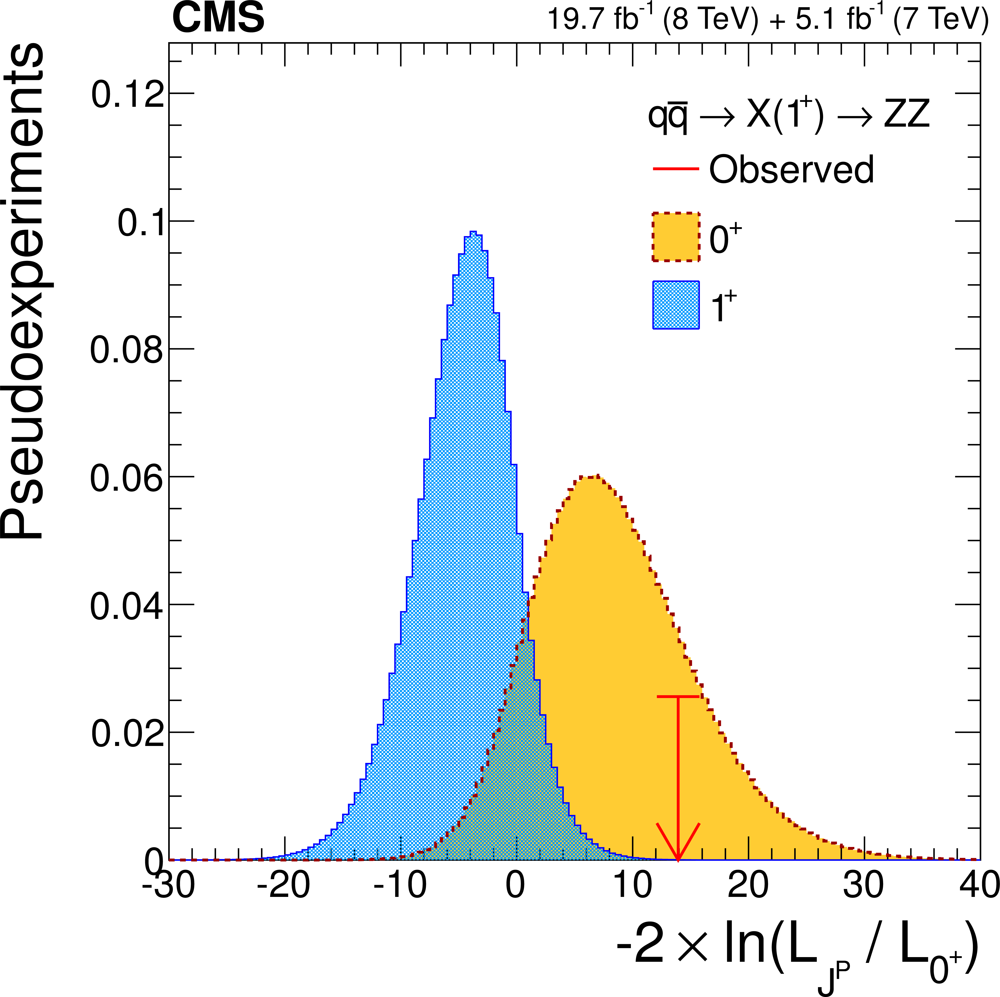 CMS
19.7 fb⁻¹ (8 TeV) + 5.1 fb⁻¹ (7 TeV)
Pseudoexperiments
0.12
0.1
0.08
0.06
0.04
0.02
0
qq̅ → X(1⁺) → ZZ
Observed
0⁺
1⁺
-30 -20 -10 0 10 20 30 40
-2 × ln(L_Jᴾ / L_0⁺)